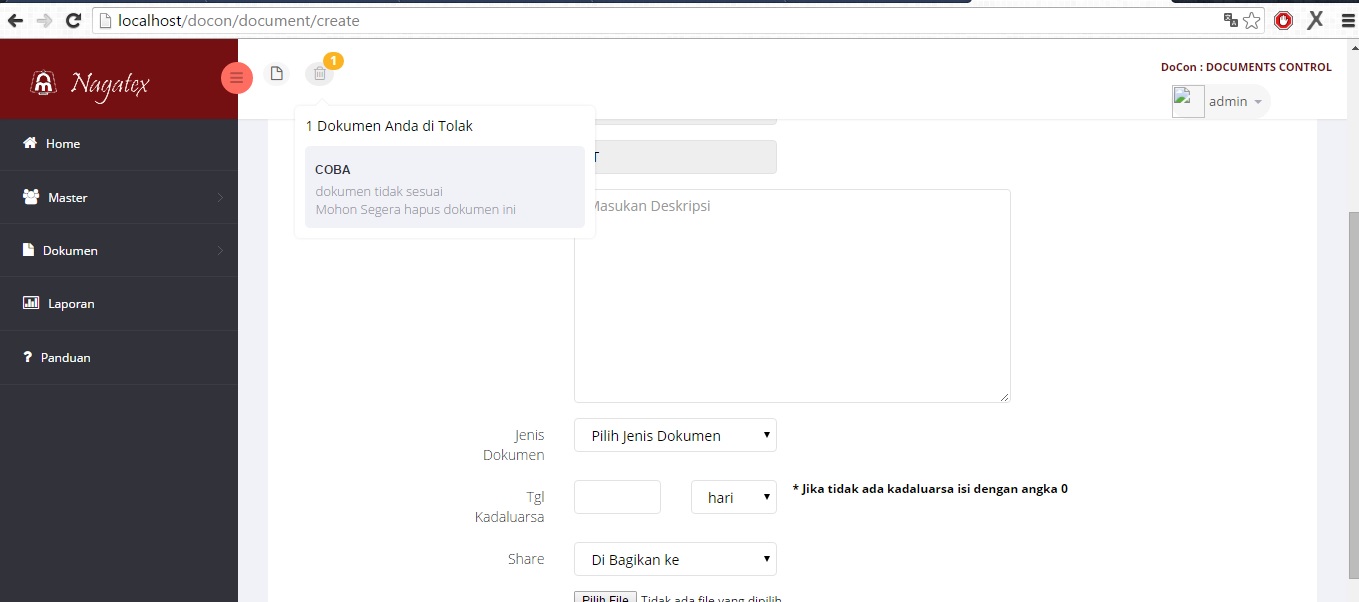 localhost/docon/document/create
Nagatex
1
DoCon : DOCUMENTS CONTROL
admin
Home
Master
Dokumen
Laporan
? Panduan
1 Dokumen Anda di Tolak
COBA
dokumen tidak sesuai
Mohon Segera hapus dokumen ini
T
Masukan Deskripsi
Jenis
Dokumen
Pilih Jenis Dokumen
Tgl
Kadaluarsa
hari
* Jika tidak ada kadaluarsa isi dengan angka 0
Share
Di Bagikan ke
Pilih File Tidak ada file yang dipilih